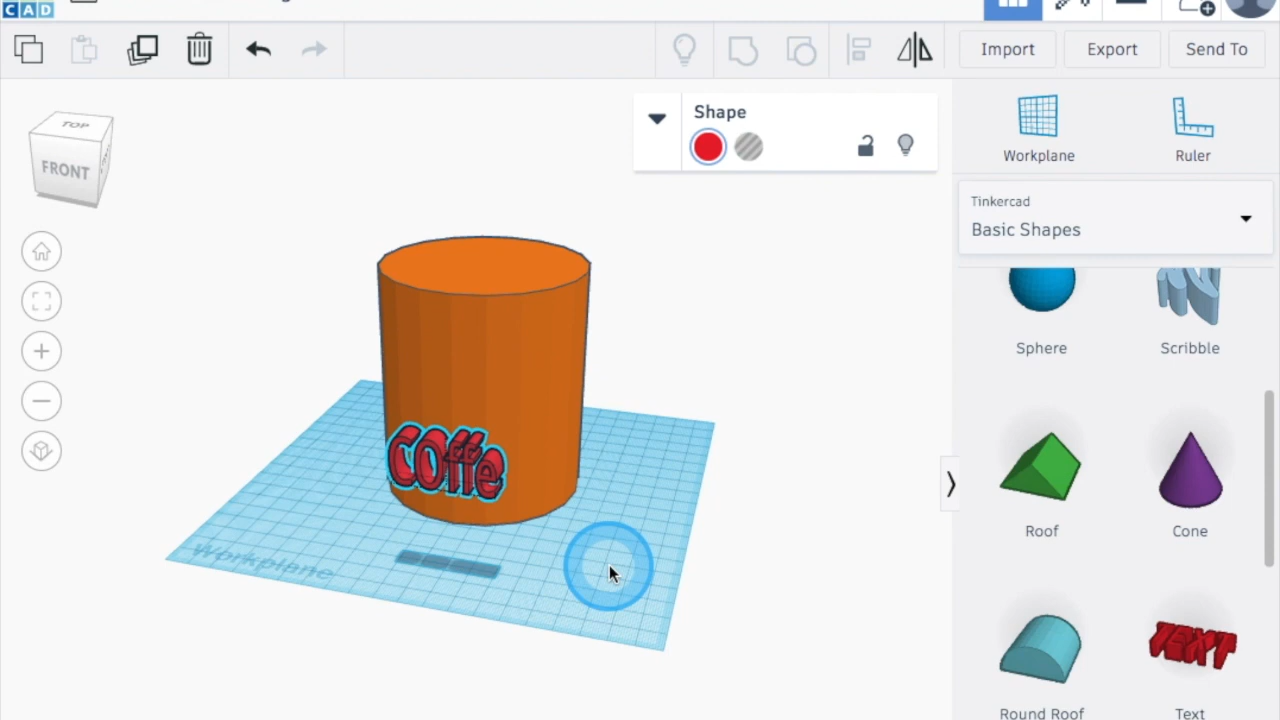 CAD
Import
Export
Send To
TOP
FRONT
Shape
Workplane
Ruler
Tinkercad
Basic Shapes
Sphere
Scribble
COffe
Roof
Cone
Workplane
TEXT
Round Roof
Text